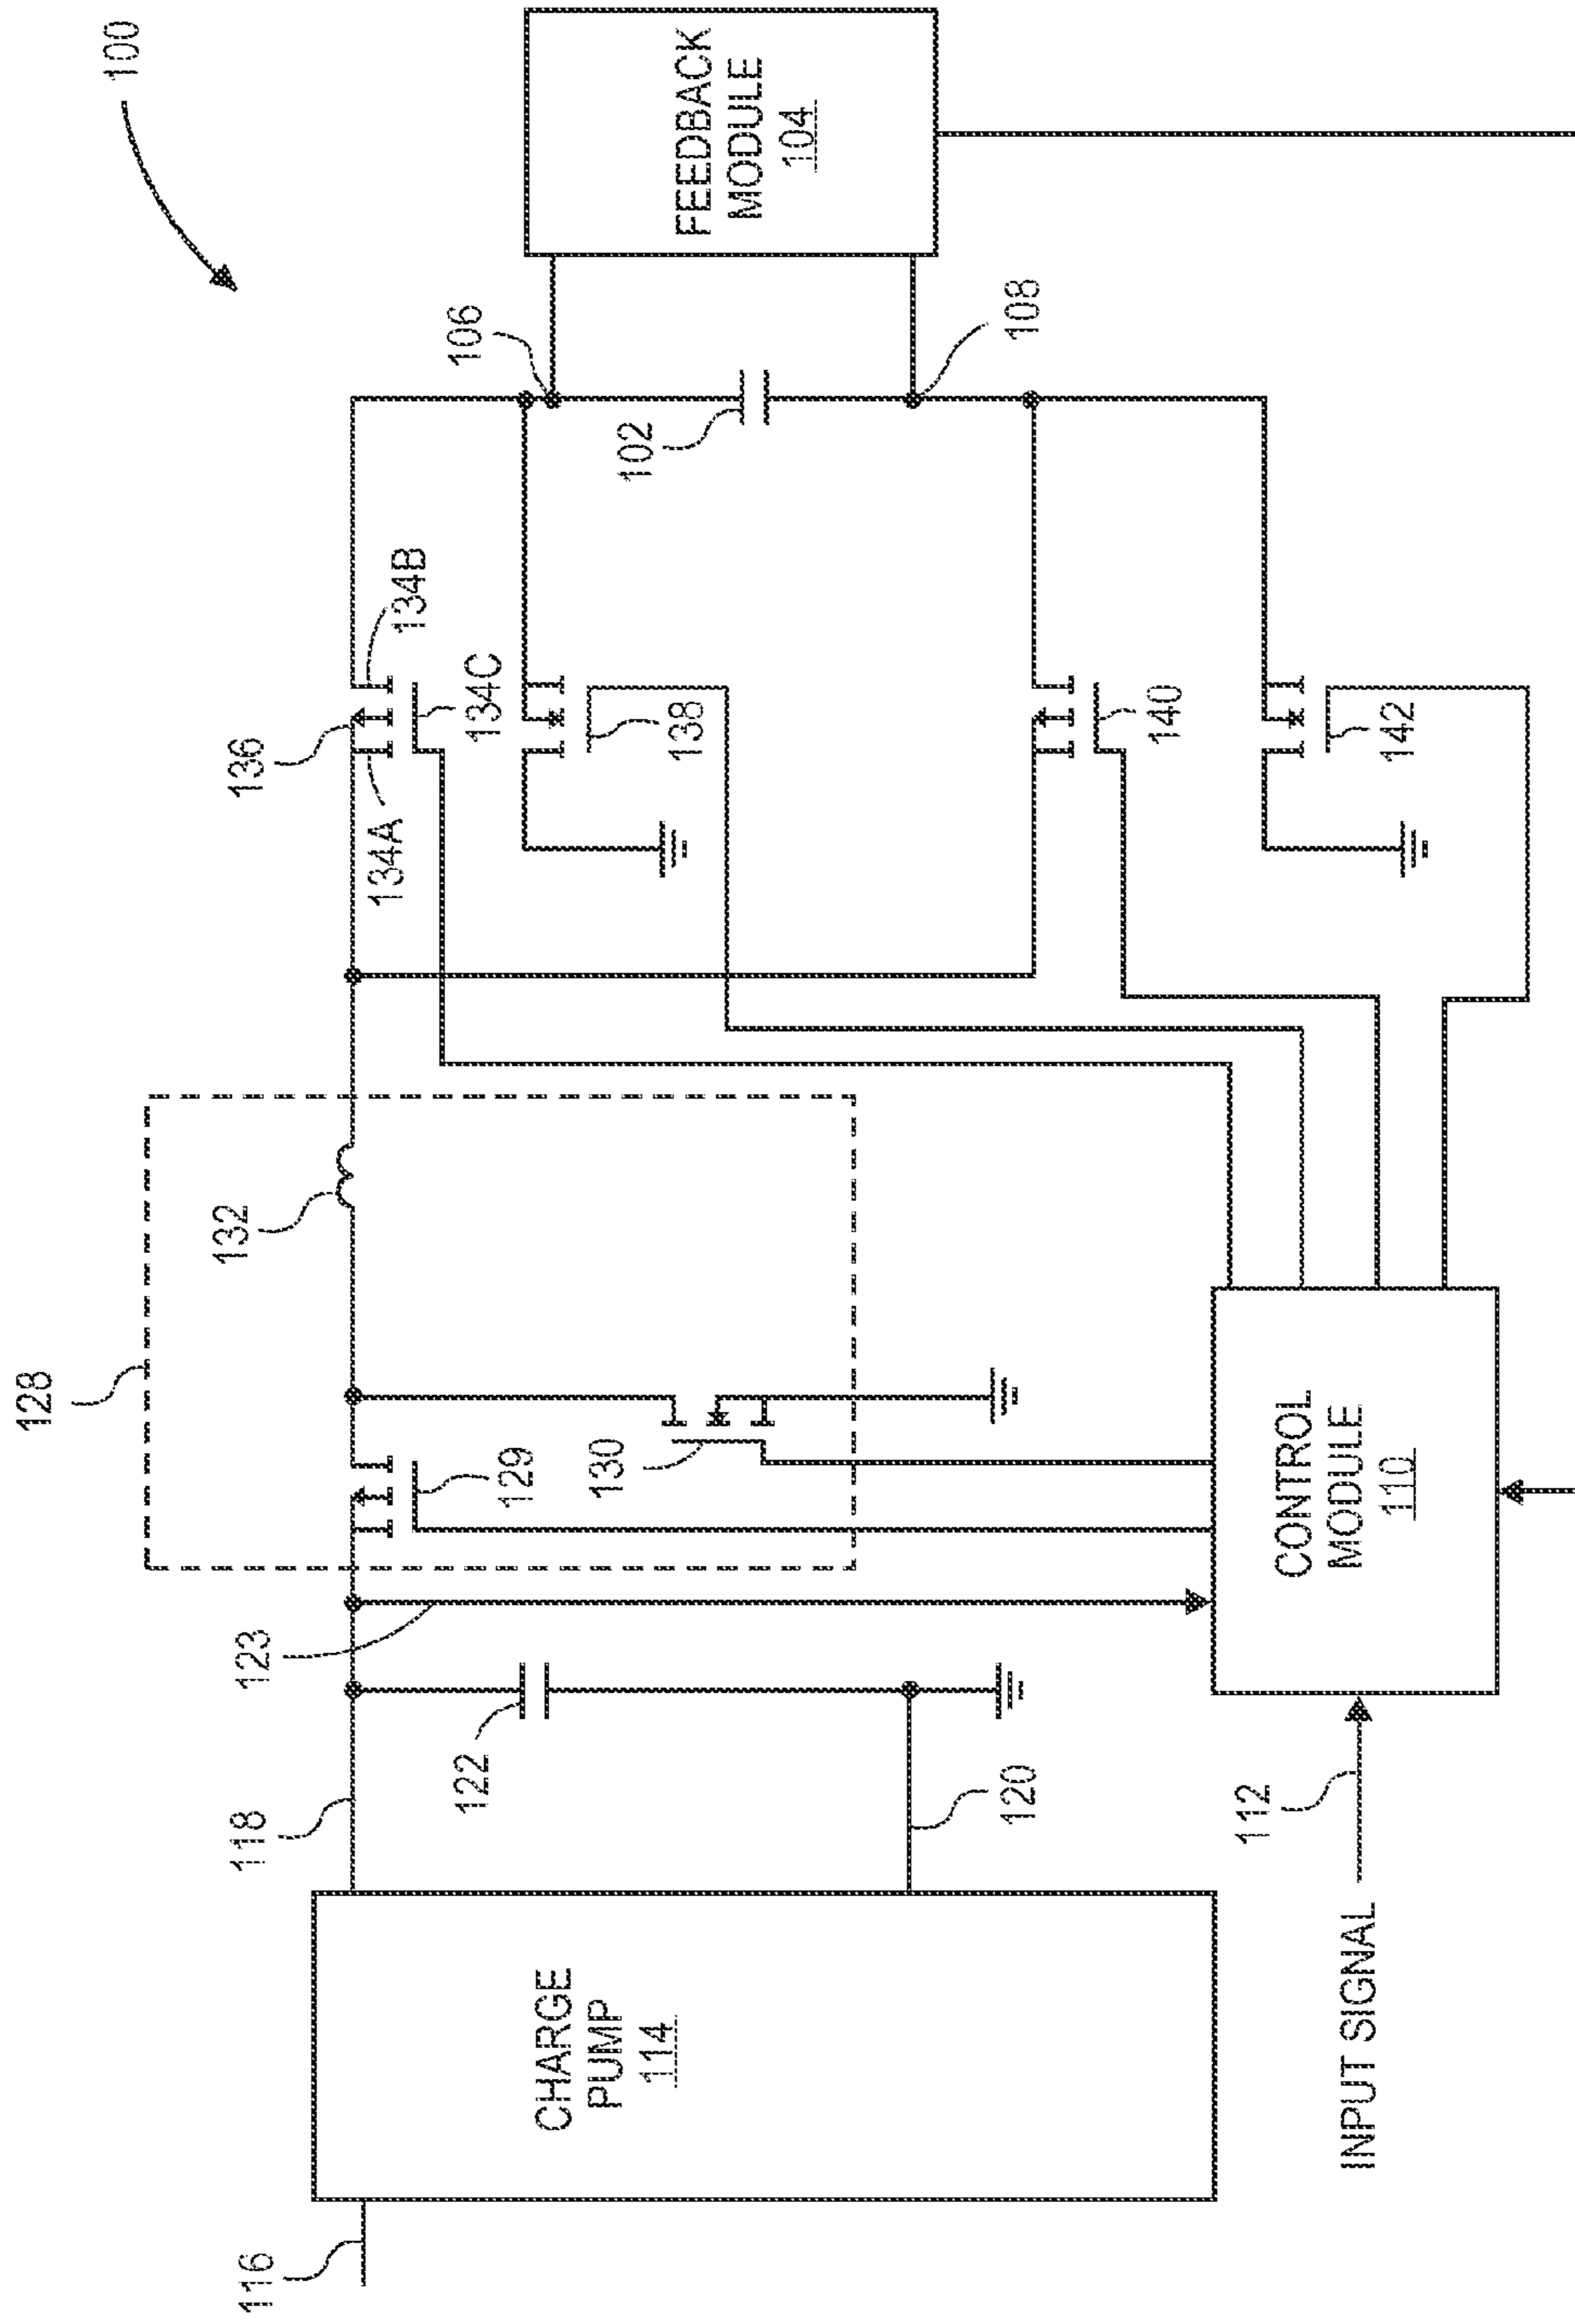 100
128
132
136
134A
134B
134C
106
FEEDBACK
MODULE
104
102
108
138
140
142
116
118
CHARGE
PUMP
114
122
123
129
130
120
112
INPUT SIGNAL
CONTROL
MODULE
110